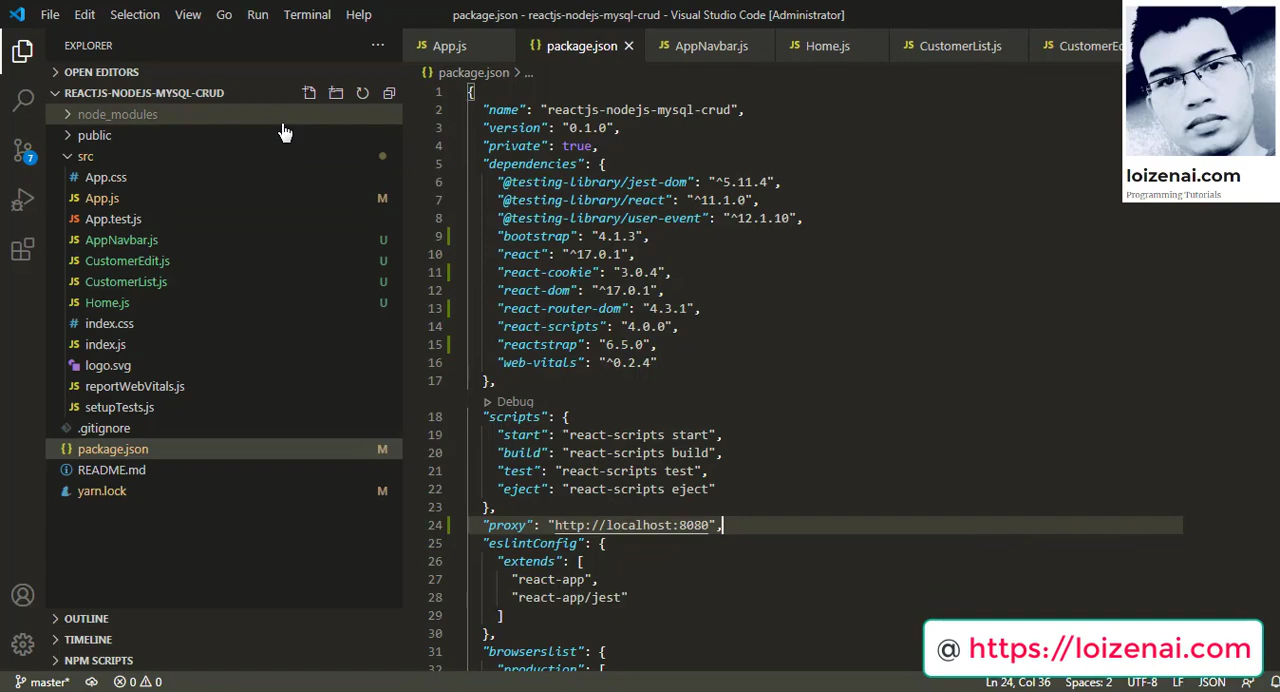 File Edit Selection View Go Run Terminal Help
package.json - reactjs-nodejs-mysql-crud - Visual Studio Code [Administrator]
EXPLORER
OPEN EDITORS
REACTJS-NODEJS-MYSQL-CRUD
node_modules
public
src
App.css
App.js M
App.test.js
AppNavbar.js U
CustomerEdit.js U
CustomerList.js U
Home.js U
index.css
index.js
logo.svg
reportWebVitals.js
setupTests.js
.gitignore
package.json M
README.md
yarn.lock M
OUTLINE
TIMELINE
NPM SCRIPTS
7
JS App.js {} package.json JS AppNavbar.js JS Home.js JS CustomerList.js JS CustomerEd
{} package.json > ...
1 {
2 "name": "reactjs-nodejs-mysql-crud",
3 "version": "0.1.0",
4 "private": true,
5 "dependencies": {
6 "@testing-library/jest-dom": "^5.11.4",
7 "@testing-library/react": "^11.1.0",
8 "@testing-library/user-event": "^12.1.10",
9 "bootstrap": "4.1.3",
10 "react": "^17.0.1",
11 "react-cookie": "3.0.4",
12 "react-dom": "^17.0.1",
13 "react-router-dom": "4.3.1",
14 "react-scripts": "4.0.0",
15 "reactstrap": "6.5.0",
16 "web-vitals": "^0.2.4"
17 },
Debug
18 "scripts": {
19 "start": "react-scripts start",
20 "build": "react-scripts build",
21 "test": "react-scripts test",
22 "eject": "react-scripts eject"
23 },
24 "proxy": "http://localhost:8080",
25 "eslintConfig": {
26 "extends": [
27 "react-app",
28 "react-app/jest"
29 ]
30 },
31 "browserslist": {
32 "production": [
loizenai.com
Programming Tutorials
@ https://loizenai.com
master* 0 0 Ln 24, Col 36 Spaces: 2 UTF-8 LF JSON